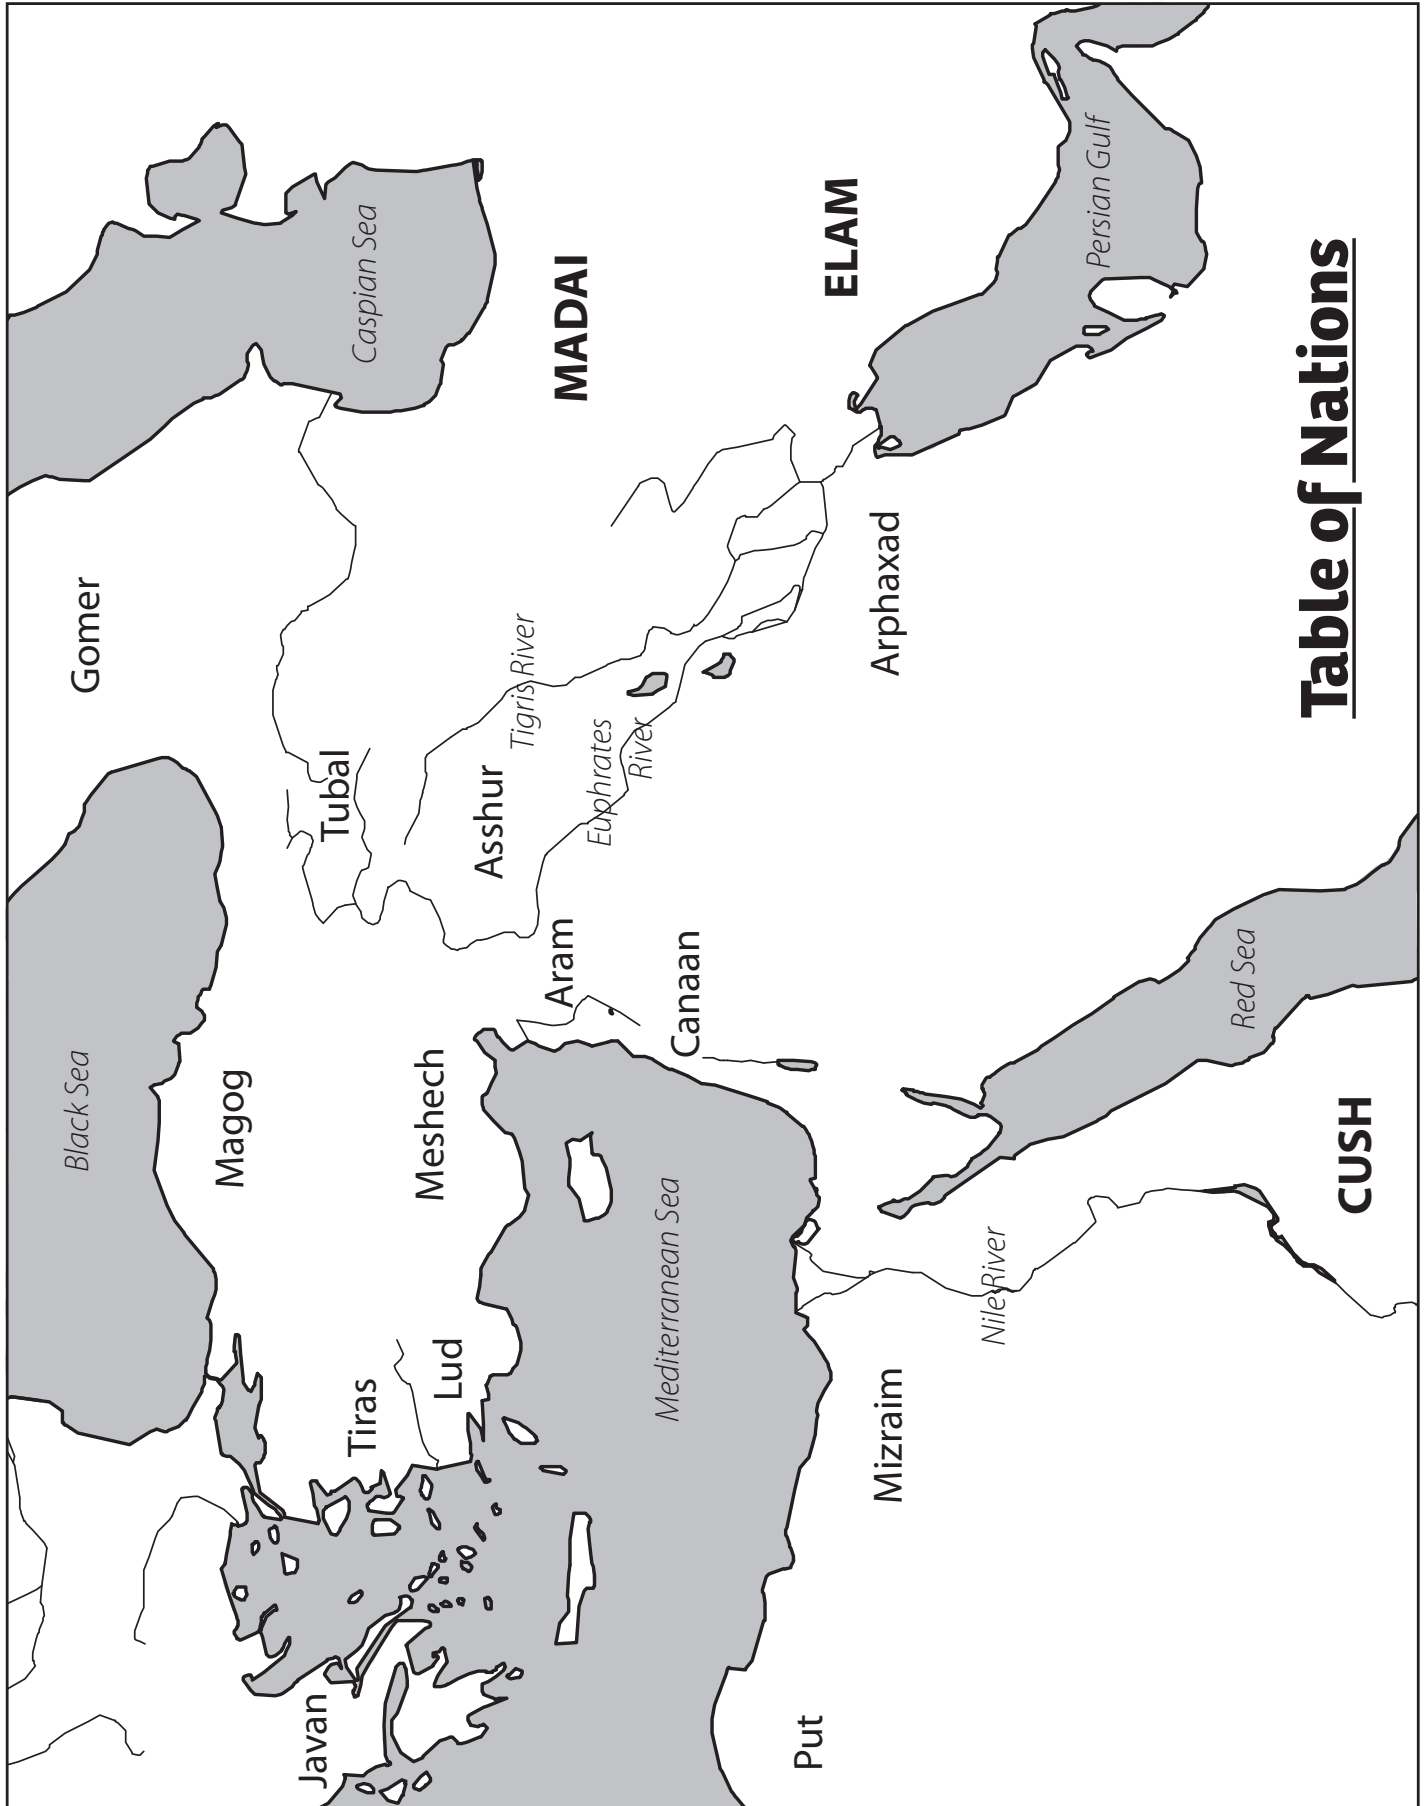 Black Sea
Caspian Sea
Gomer
Magog
Tubal
Javan
Tiras
Lud
Meshech
Asshur
Tigris River
MADAI
Aram
Euphrates
River
Mediterranean Sea
Canaan
ELAM
Put
Mizraim
Arphaxad
Nile River
Persian Gulf
Red Sea
CUSH
Table of Nations